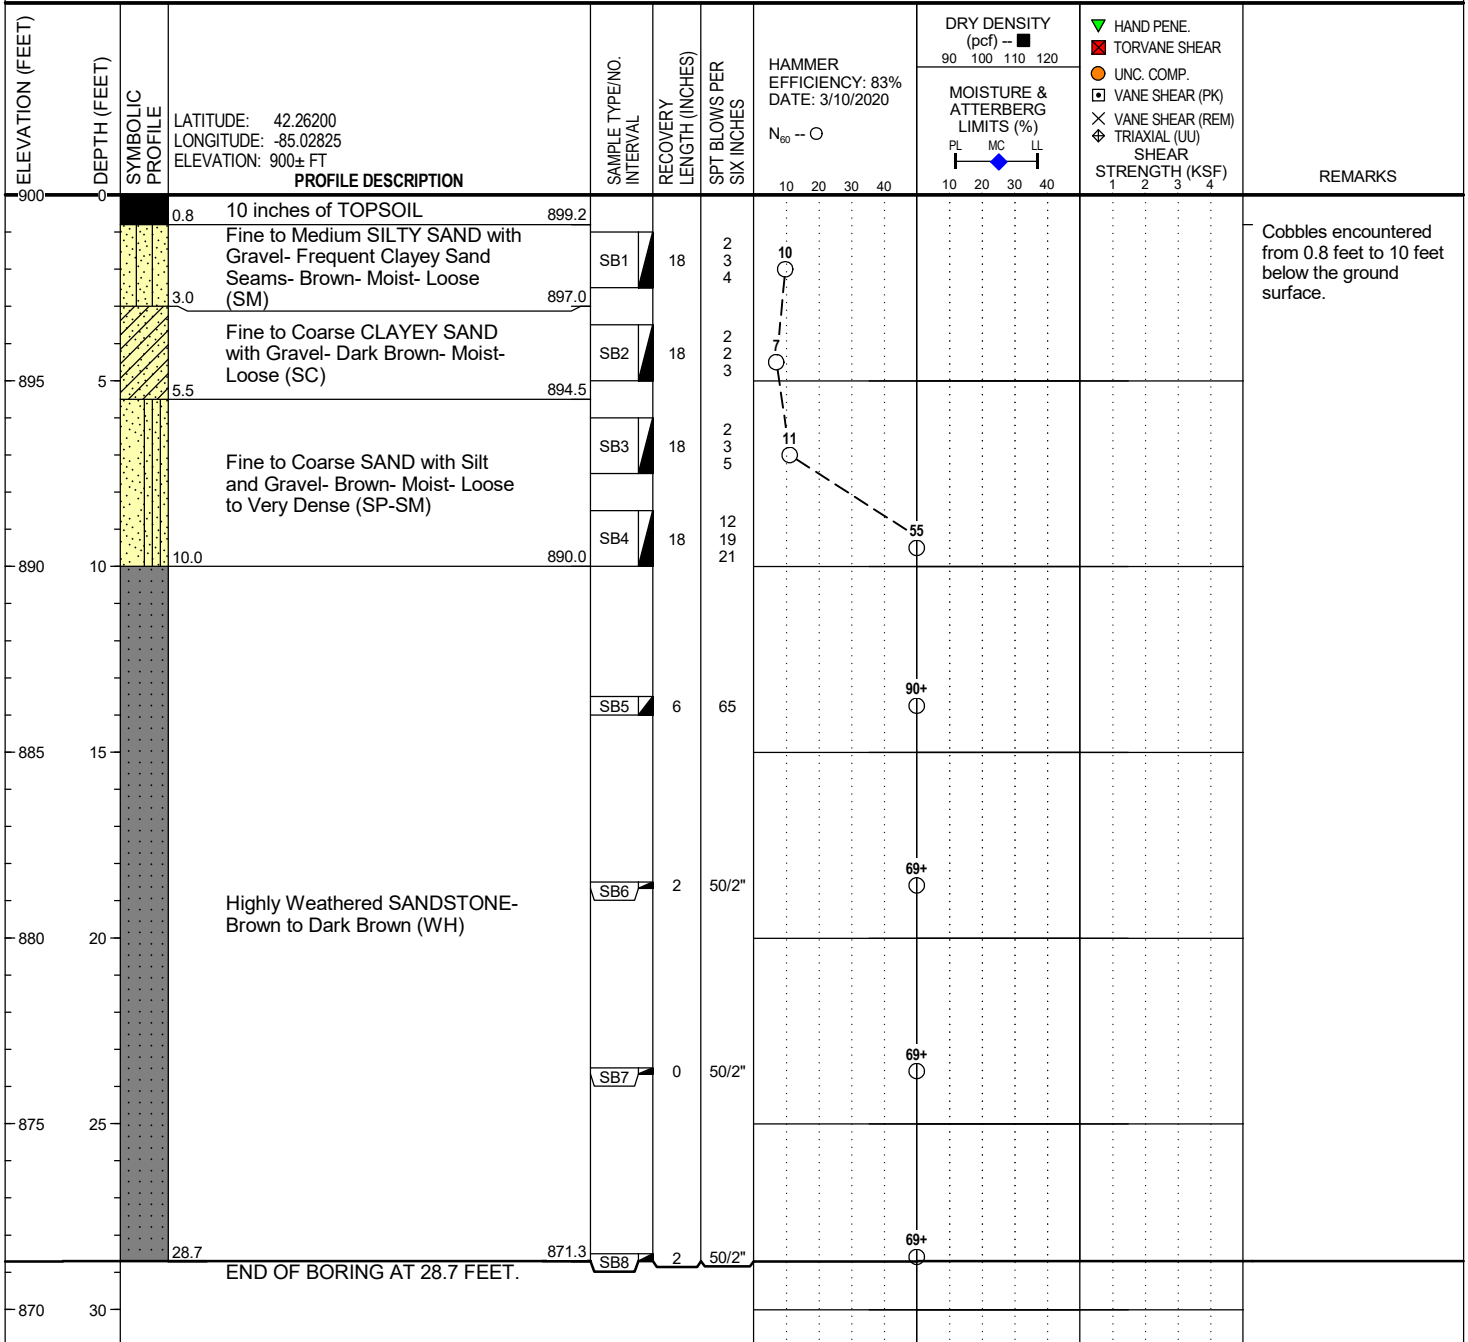 ELEVATION (FEET)
DEPTH (FEET)
SYMBOLIC
PROFILE
LATITUDE: 42.26200
LONGITUDE: -85.02825
ELEVATION: 900± FT
PROFILE DESCRIPTION
SAMPLE TYPE/NO.
INTERVAL
RECOVERY
LENGTH (INCHES)
SPT BLOWS PER
SIX INCHES
HAMMER
EFFICIENCY: 83%
DATE: 3/10/2020
N60 --
10 20 30 40
DRY DENSITY
(pcf) --
90 100 110 120
MOISTURE &
ATTERBERG
LIMITS (%)
PL MC LL
10 20 30 40
HAND PENE.
TORVANE SHEAR
UNC. COMP.
VANE SHEAR (PK)
VANE SHEAR (REM)
TRIAXIAL (UU)
SHEAR
STRENGTH (KSF)
1 2 3 4
REMARKS
900 0
0.8 10 inches of TOPSOIL 899.2
Fine to Medium SILTY SAND with
Gravel- Frequent Clayey Sand
Seams- Brown- Moist- Loose
(SM)
3.0 897.0
SB1 18
2
3
4
10
Cobbles encountered
from 0.8 feet to 10 feet
below the ground
surface.
Fine to Coarse CLAYEY SAND
with Gravel- Dark Brown- Moist-
Loose (SC)
SB2 18
2
2
3
7
895 5
5.5 894.5
Fine to Coarse SAND with Silt
and Gravel- Brown- Moist- Loose
to Very Dense (SP-SM)
SB3 18
2
3
5
11
SB4 18
12
19
21
55
10.0 890.0
890 10
SB5 6 65
90+
885 15
Highly Weathered SANDSTONE-
Brown to Dark Brown (WH)
SB6 2 50/2"
69+
880 20
SB7 0 50/2"
69+
875 25
28.7 871.3
SB8 2 50/2"
69+
END OF BORING AT 28.7 FEET.
870 30